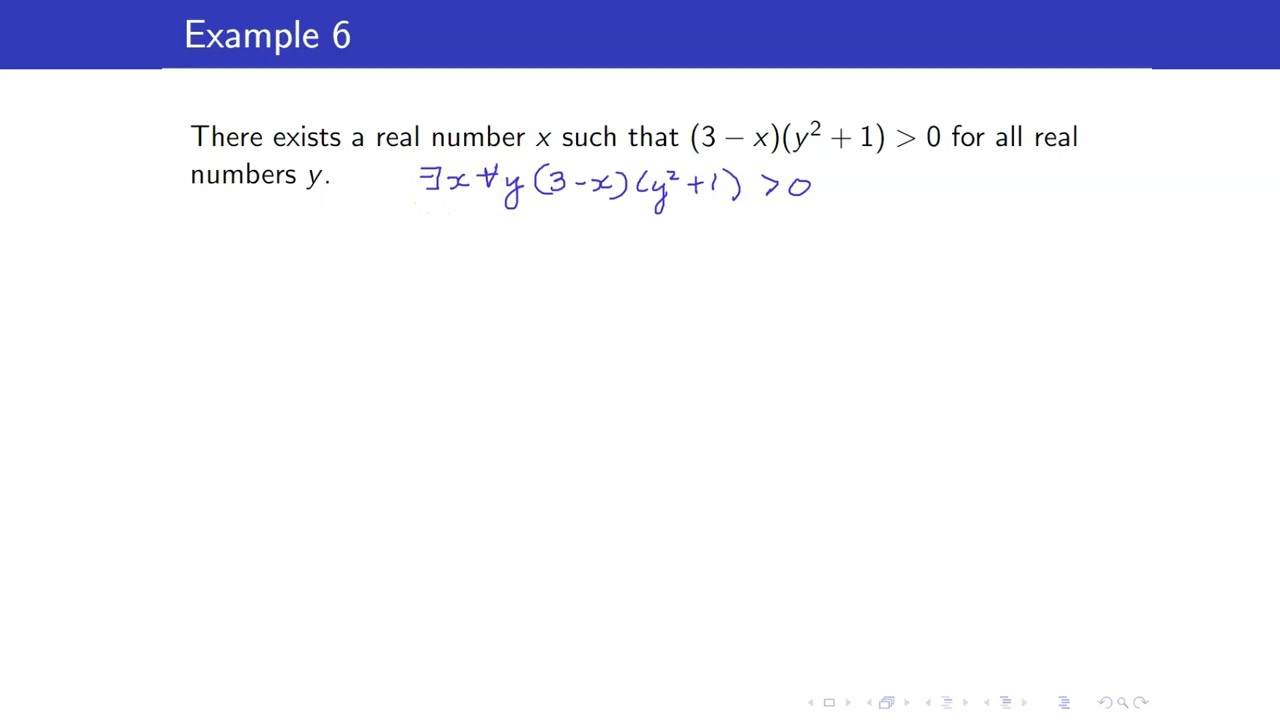 Example 6
There exists a real number x such that (3 − x)(y² + 1) > 0 for all real
numbers y. ∃x ∀y (3-x)(y²+1) >0